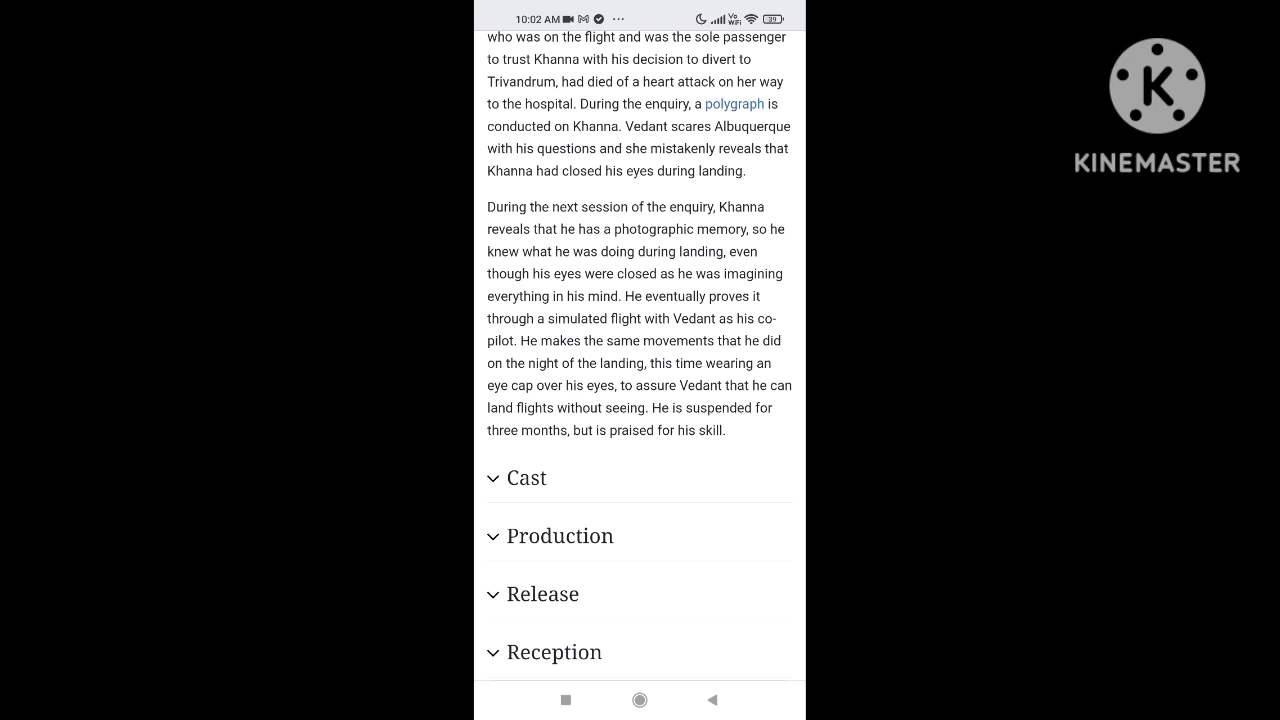 10:02 AM
Vo
WiFi
39
who was on the flight and was the sole passenger
to trust Khanna with his decision to divert to
Trivandrum, had died of a heart attack on her way
to the hospital. During the enquiry, a polygraph is
conducted on Khanna. Vedant scares Albuquerque
with his questions and she mistakenly reveals that
Khanna had closed his eyes during landing.
During the next session of the enquiry, Khanna
reveals that he has a photographic memory, so he
knew what he was doing during landing, even
though his eyes were closed as he was imagining
everything in his mind. He eventually proves it
through a simulated flight with Vedant as his co-
pilot. He makes the same movements that he did
on the night of the landing, this time wearing an
eye cap over his eyes, to assure Vedant that he can
land flights without seeing. He is suspended for
three months, but is praised for his skill.
Cast
Production
Release
Reception
K
KINEMASTER